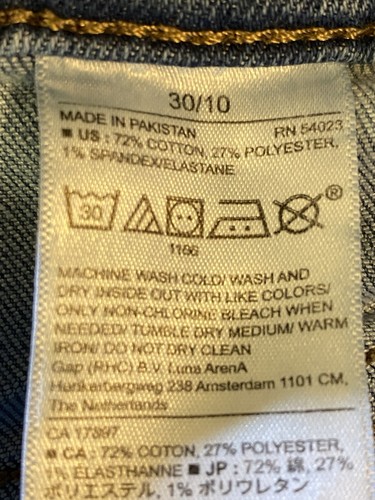 30/10
MADE IN PAKISTAN RN 54023
■ US : 72% COTTON, 27% POLYESTER,
1% SPANDEX/ELASTANE
30 ®
1166
MACHINE WASH COLD/ WASH AND
DRY INSIDE OUT WITH LIKE COLORS/
ONLY NON-CHLORINE BLEACH WHEN
NEEDED/ TUMBLE DRY MEDIUM/ WARM
IRON/ DO NOT DRY CLEAN
Gap (RHC) B.V. Luna ArenA
Hunkerbergweg 238 Amsterdam 1101 CM,
The Netherlands
CA 17897
■ CA : 72% COTTON, 27% POLYESTER,
1% ELASTHANNE ■ JP : 72% 綿, 27%
ポリエステル, 1% ポリウレタン